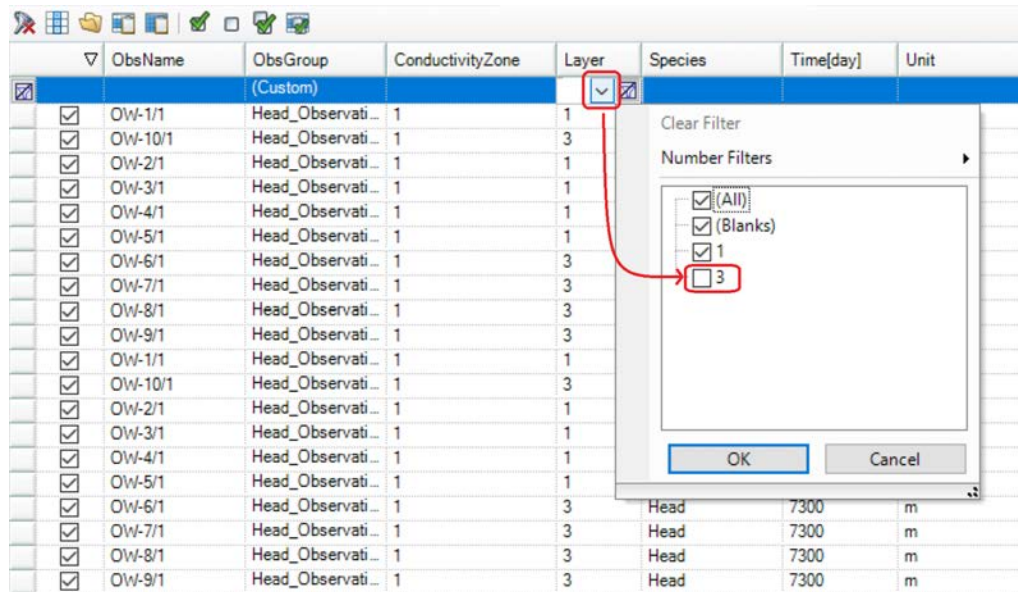 ObsName ObsGroup ConductivityZone Layer Species Time[day] Unit
(Custom)
OW-1/1 Head_Observati... 1 1
OW-10/1 Head_Observati... 1 3
OW-2/1 Head_Observati... 1 1
OW-3/1 Head_Observati... 1 1
OW-4/1 Head_Observati... 1 1
OW-5/1 Head_Observati... 1 1
OW-6/1 Head_Observati... 1 3
OW-7/1 Head_Observati... 1 3
OW-8/1 Head_Observati... 1 3
OW-9/1 Head_Observati... 1 3
OW-1/1 Head_Observati... 1 1
OW-10/1 Head_Observati... 1 3
OW-2/1 Head_Observati... 1 1
OW-3/1 Head_Observati... 1 1
OW-4/1 Head_Observati... 1 1
OW-5/1 Head_Observati... 1 1
OW-6/1 Head_Observati... 1 3 Head 7300 m
OW-7/1 Head_Observati... 1 3 Head 7300 m
OW-8/1 Head_Observati... 1 3 Head 7300 m
OW-9/1 Head_Observati... 1 3 Head 7300 m
Clear Filter
Number Filters
(All)
(Blanks)
1
3
OK Cancel